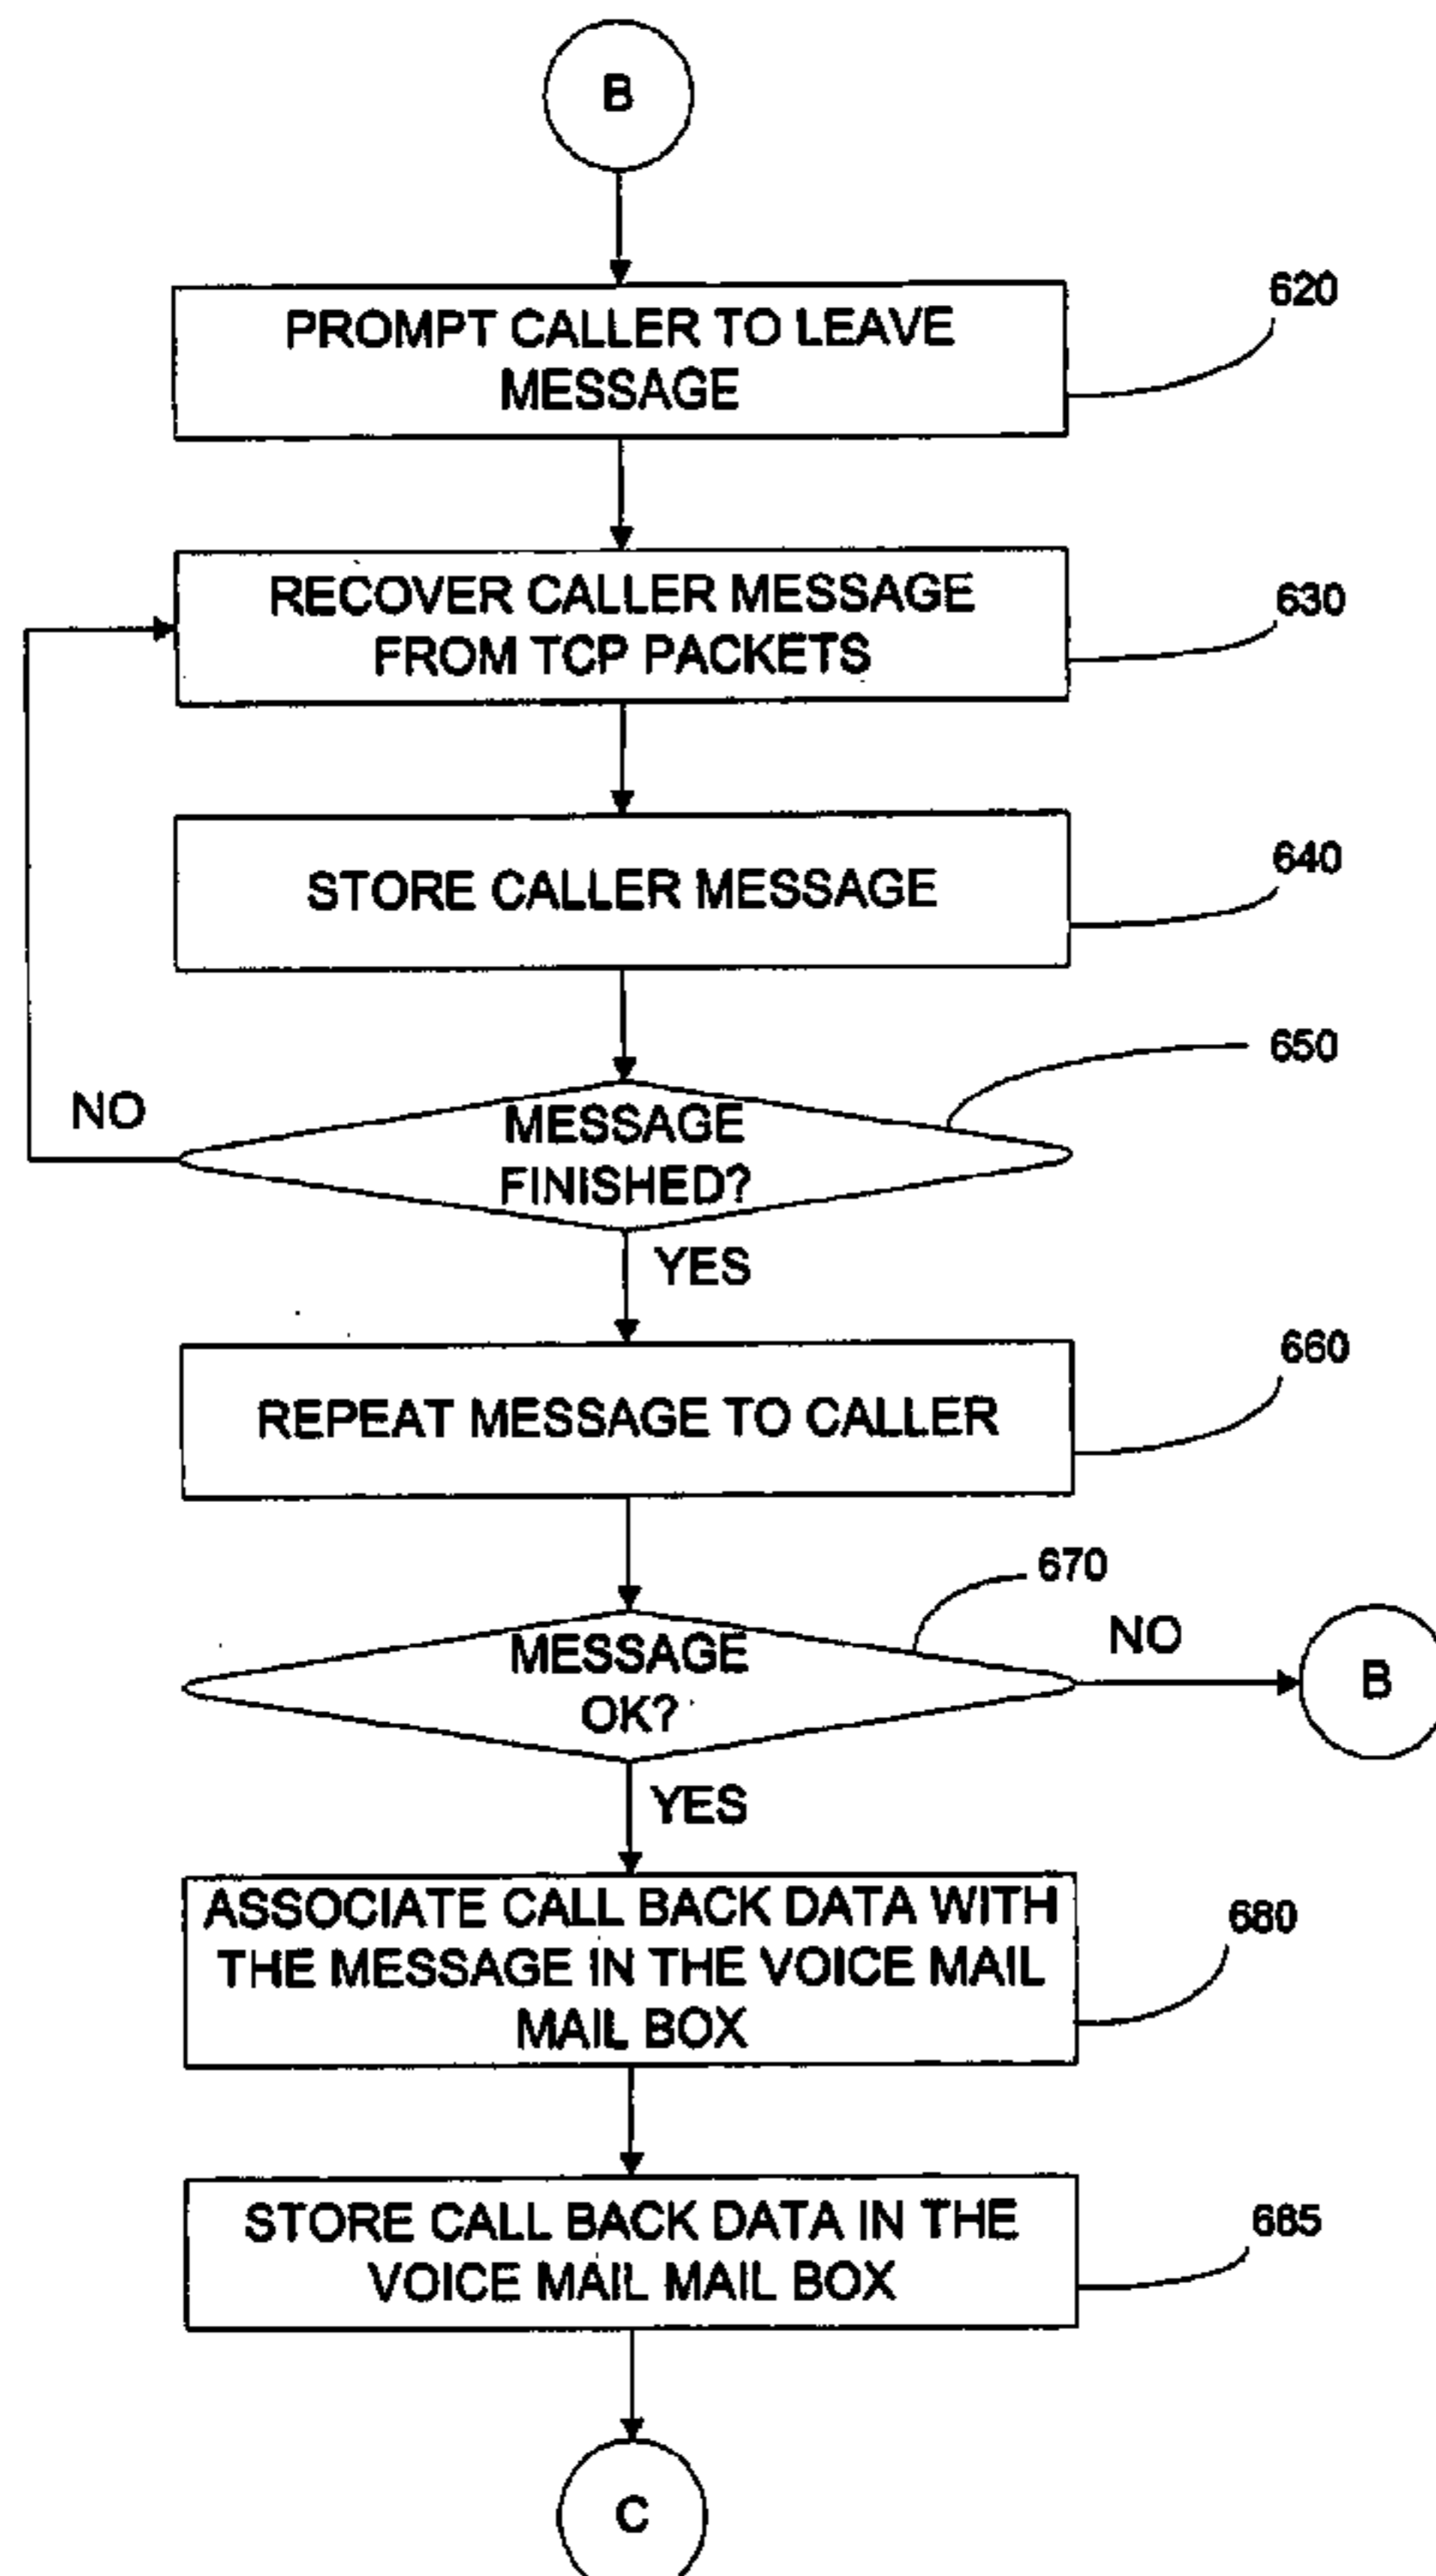 B
PROMPT CALLER TO LEAVE
MESSAGE
620
RECOVER CALLER MESSAGE
FROM TCP PACKETS
630
STORE CALLER MESSAGE
640
650
NO
MESSAGE
FINISHED?
YES
REPEAT MESSAGE TO CALLER
660
670
MESSAGE
OK?
NO
B
YES
ASSOCIATE CALL BACK DATA WITH
THE MESSAGE IN THE VOICE MAIL
MAIL BOX
680
STORE CALL BACK DATA IN THE
VOICE MAIL MAIL BOX
685
C